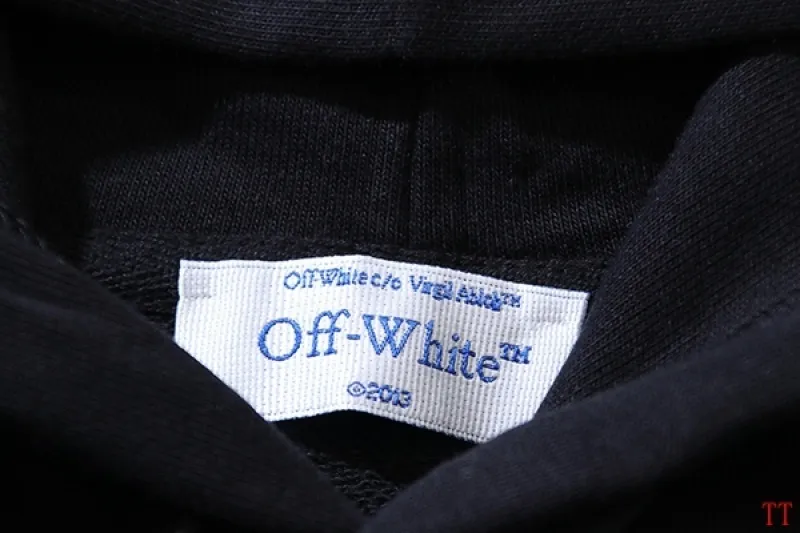 Off-White c/o Virgil Abloh™
Off-White™
©2013
TT